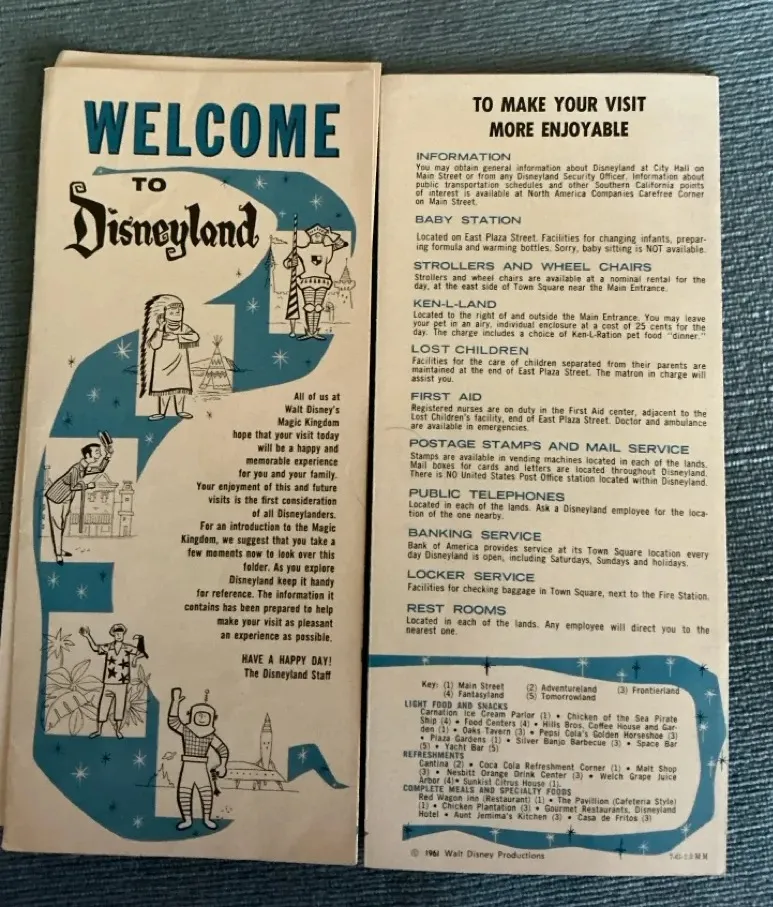 WELCOME
TO
Disneyland
All of us at
Walt Disney's
Magic Kingdom
hope that your visit today
will be a happy and
memorable experience
for you and your family.
Your enjoyment of this and future
visits is the first consideration
of all Disneylanders.
For an introduction to the Magic
Kingdom, we suggest that you take a
few moments now to look over this
folder. As you explore
Disneyland keep it handy
for reference. The information it
contains has been prepared to help
make your visit as pleasant
an experience as possible.
HAVE A HAPPY DAY!
The Disneyland Staff
TO MAKE YOUR VISIT
MORE ENJOYABLE
INFORMATION
You may obtain general information about Disneyland at City Hall on
Main Street or from any Disneyland Security Officer. Information about
public transportation schedules and other Southern California points
of interest is available at North America Companies Carefree Corner
on Main Street.
BABY STATION
Located on East Plaza Street. Facilities for changing infants, prepar-
ing formula and warming bottles. Sorry, baby sitting is NOT available.
STROLLERS AND WHEEL CHAIRS
Strollers and wheel chairs are available at a nominal rental for the
day, at the east side of Town Square near the Main Entrance.
KEN-L-LAND
Located to the right of and outside the Main Entrance. You may leave
your pet in an airy, individual enclosure at a cost of 25 cents for the
day. The charge includes a choice of Ken-L-Ration pet food "dinner."
LOST CHILDREN
Facilities for the care of children separated from their parents are
maintained at the end of East Plaza Street. The matron in charge will
assist you.
FIRST AID
Registered nurses are on duty in the First Aid center, adjacent to the
Lost Children's facility, end of East Plaza Street. Doctor and ambulance
are available in emergencies.
POSTAGE STAMPS AND MAIL SERVICE
Stamps are available in vending machines located in each of the lands.
Mail boxes for cards and letters are located throughout Disneyland.
There is NO United States Post Office station located within Disneyland.
PUBLIC TELEPHONES
Located in each of the lands. Ask a Disneyland employee for the loca-
tion of the one nearby.
BANKING SERVICE
Bank of America provides service at its Town Square location every
day Disneyland is open, including Saturdays, Sundays and holidays.
LOCKER SERVICE
Facilities for checking baggage in Town Square, next to the Fire Station.
REST ROOMS
Located in each of the lands. Any employee will direct you to the
nearest one.
Key: (1) Main Street (2) Adventureland (3) Frontierland
(4) Fantasyland (5) Tomorrowland
LIGHT FOOD AND SNACKS
Carnation Ice Cream Parlor (1) • Chicken of the Sea Pirate
Ship (4) • Food Centers (4) • Hills Bros. Coffee House and Gar-
den (1) • Oaks Tavern (3) • Pepsi Cola's Golden Horseshoe (3)
• Plaza Gardens (1) • Silver Banjo Barbecue (3) • Space Bar
(5) • Yacht Bar (5)
REFRESHMENTS
Cantina (2) • Coca Cola Refreshment Corner (1) • Malt Shop
(3) • Nesbitt Orange Drink Center (3) • Welch Grape Juice
Arbor (4) • Sunkist Citrus House (1).
COMPLETE MEALS AND SPECIALTY FOODS
Red Wagon Inn (Restaurant) (1) • The Pavillion (Cafeteria Style)
(1) • Chicken Plantation (3) • Gourmet Restaurants, Disneyland
Hotel • Aunt Jemima's Kitchen (3) • Casa de Fritos (3)
© 1961 Walt Disney Productions